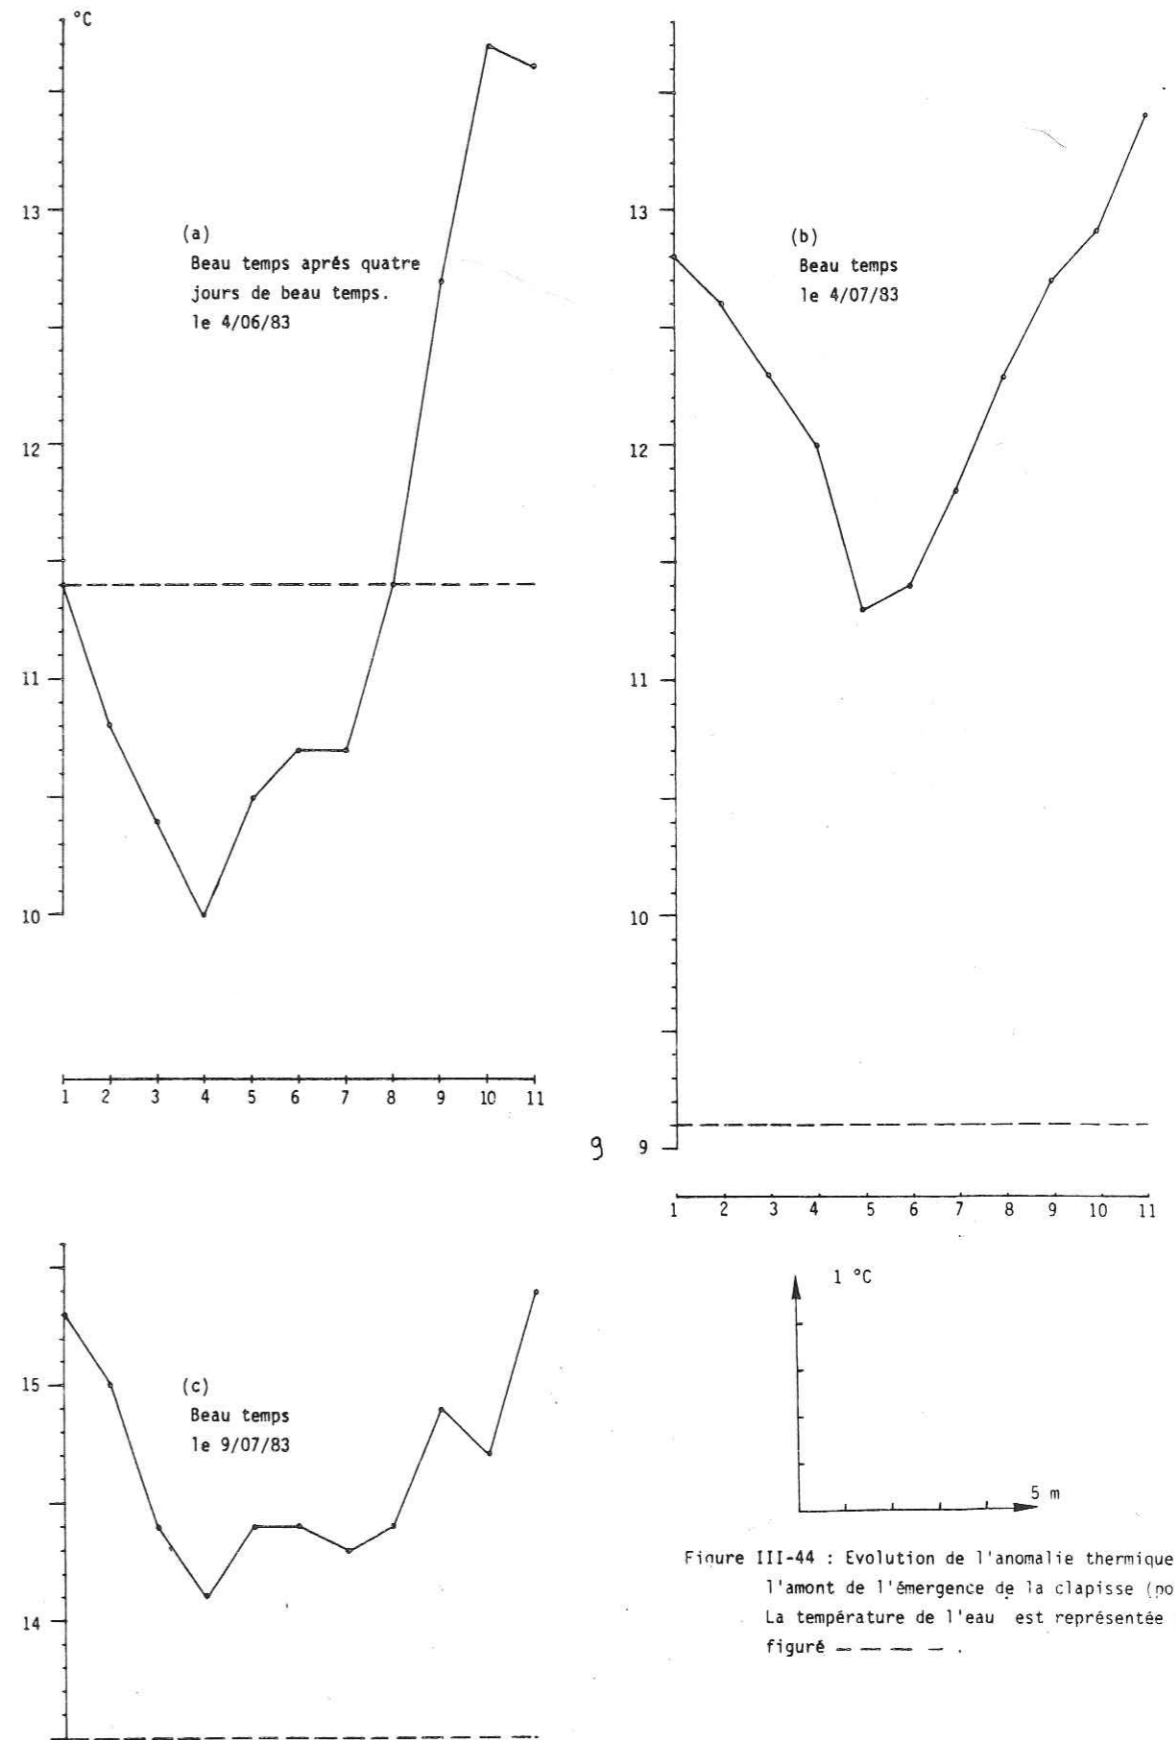 °C
13
12
11
10
(a)
Beau temps aprés quatre
jours de beau temps.
le 4/06/83
1 2 3 4 5 6 7 8 9 10 11
13
12
11
10
9
9
(b)
Beau temps
le 4/07/83
1 2 3 4 5 6 7 8 9 10 11
15
14
(c)
Beau temps
le 9/07/83
1 °C
5 m
Figure III-44 : Evolution de l'anomalie thermique
l'amont de l'émergence de la clapisse (po
La température de l'eau est représentée
figuré — — — — .